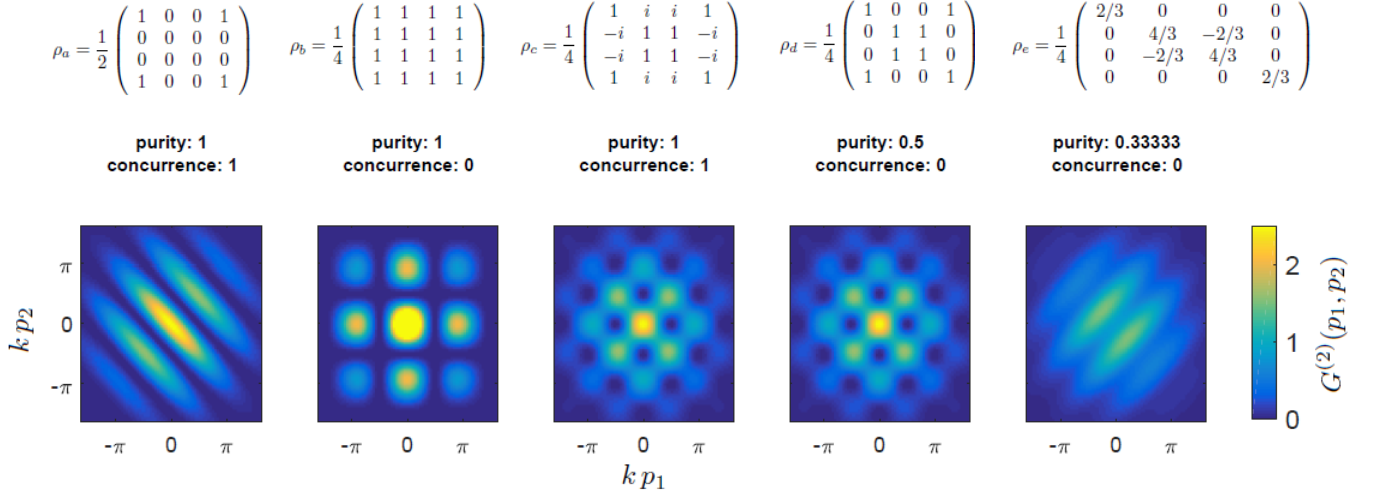 ρ_a = 1/2 ( 1 0 0 1 ; 0 0 0 0 ; 0 0 0 0 ; 1 0 0 1 )
ρ_b = 1/4 ( 1 1 1 1 ; 1 1 1 1 ; 1 1 1 1 ; 1 1 1 1 )
ρ_c = 1/4 ( 1 i i 1 ; -i 1 1 -i ; -i 1 1 -i ; 1 i i 1 )
ρ_d = 1/4 ( 1 0 0 1 ; 0 1 1 0 ; 0 1 1 0 ; 1 0 0 1 )
ρ_e = 1/4 ( 2/3 0 0 0 ; 0 4/3 -2/3 0 ; 0 -2/3 4/3 0 ; 0 0 0 2/3 )
purity: 1
concurrence: 1
purity: 1
concurrence: 0
purity: 1
concurrence: 1
purity: 0.5
concurrence: 0
purity: 0.33333
concurrence: 0
k p_2
π
0
-π
-π 0 π
-π 0 π
-π 0 π
-π 0 π
-π 0 π
k p_1
2
1
0
G^(2)(p_1, p_2)